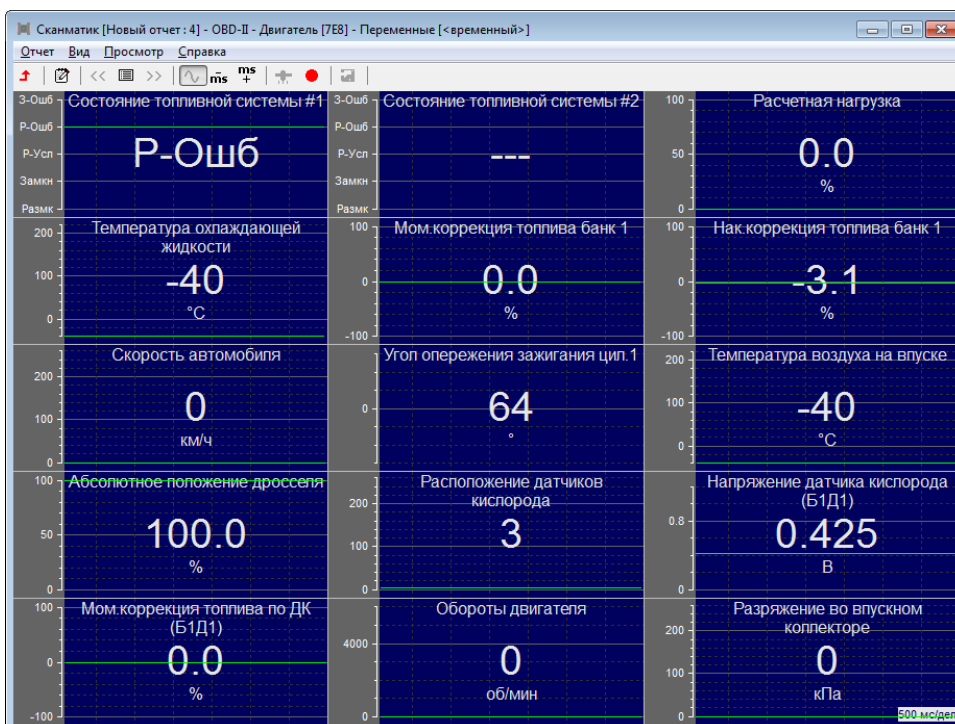 Сканматик [Новый отчет : 4] - OBD-II - Двигатель [7E8] - Переменные [<временный>]
Отчет Вид Просмотр Справка
<< >> ms ms
З-Ошб Состояние топливной системы #1
Р-Ошб
Р-Усл
Замкн
Размк
Р-Ошб
З-Ошб Состояние топливной системы #2
Р-Ошб
Р-Усл
Замкн
Размк
---
100 Расчетная нагрузка
50
0
0.0
%
200 Температура охлаждающей
жидкости
100
0
-40
°C
100 Мом.коррекция топлива банк 1
0
-100
0.0
%
100 Нак.коррекция топлива банк 1
0
-100
-3.1
%
Скорость автомобиля
200
100
0
0
км/ч
Угол опережения зажигания цил.1
0
64
°
200 Температура воздуха на впуске
100
0
-40
°C
100 Абсолютное положение дросселя
50
0
100.0
%
Расположение датчиков
кислорода
200
100
0
3
Напряжение датчика кислорода
(Б1Д1)
0.8
0
0.425
В
100 Мом.коррекция топлива по ДК
(Б1Д1)
0
-100
0.0
%
Обороты двигателя
4000
0
0
об/мин
Разряжение во впускном
коллекторе
200
100
0
0
кПа
500 мс/дел